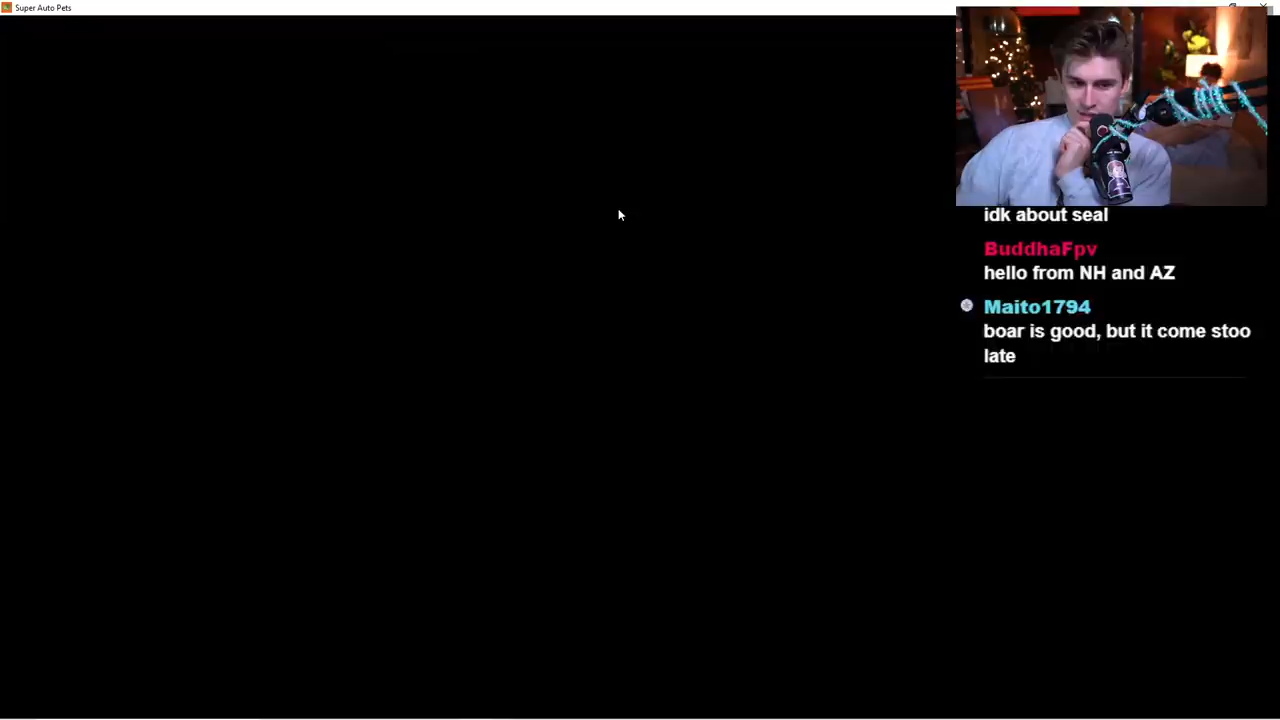 Super Auto Pets
idk about seal
BuddhaFpv
hello from NH and AZ
Maito1794
boar is good, but it come stoo
late